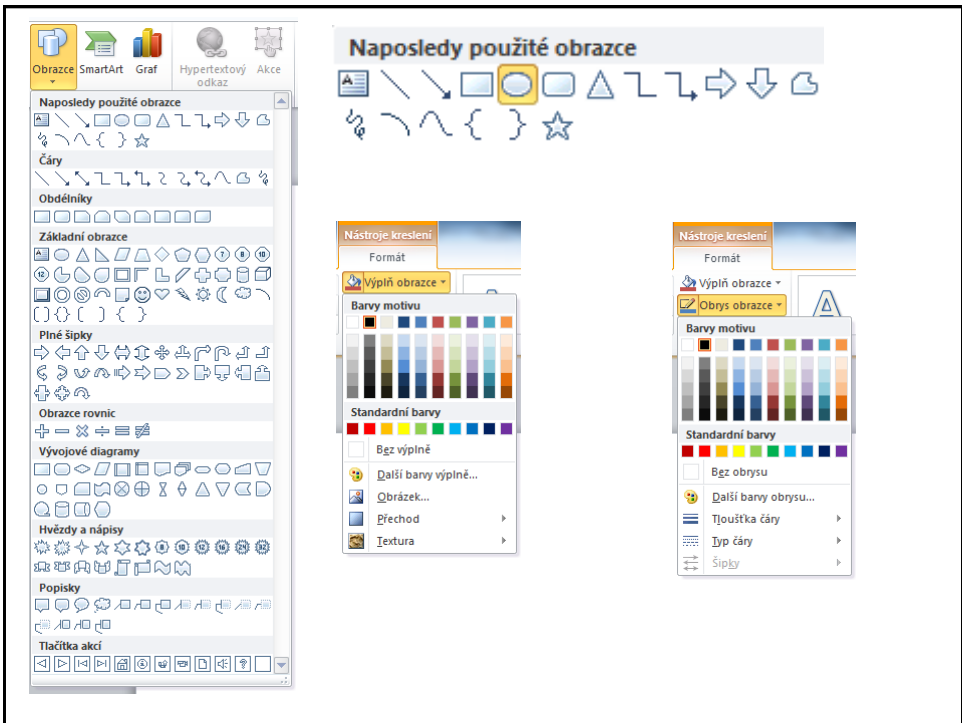 Obrazce SmartArt Graf Hypertextový odkaz Akce
Naposledy použité obrazce
Čáry
Obdélníky
Základní obrazce
Plné šipky
Obrazce rovnic
Vývojové diagramy
Hvězdy a nápisy
Popisky
Tlačítka akcí
Naposledy použité obrazce
Nástroje kreslení
Formát
Výplň obrazce
Barvy motivu
Standardní barvy
Bez výplně
Další barvy výplně...
Obrázek...
Přechod
Textura
Nástroje kreslení
Formát
Výplň obrazce
Obrys obrazce
Barvy motivu
Standardní barvy
Bez obrysu
Další barvy obrysu...
Tloušťka čáry
Typ čáry
Šipky